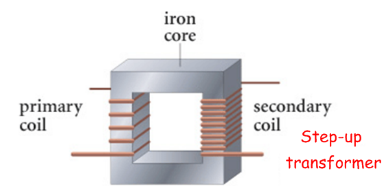 iron
core
primary
coil
secondary
coil
Step-up
transformer